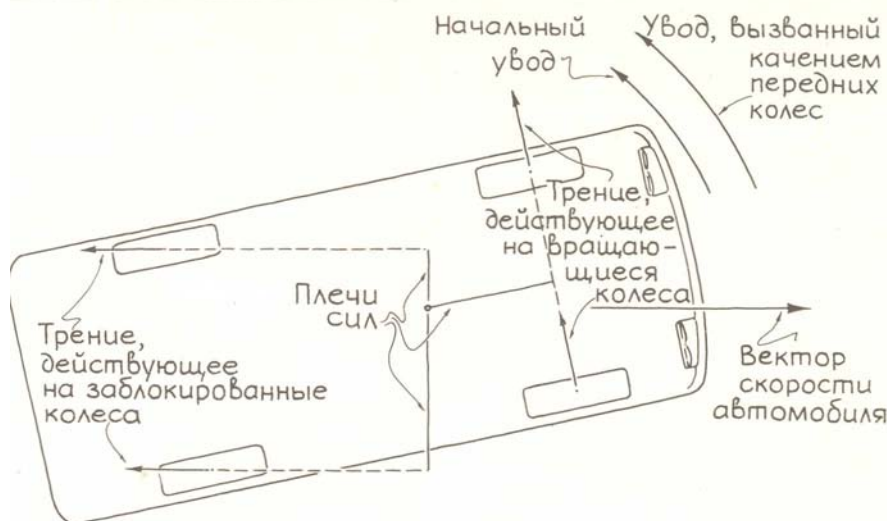 Начальный
увод
Увод, вызванный
качением
передних
колес
Трение,
действующее
на вращаю-
щиеся
колеса
Плечи
сил
Трение,
действующее
на заблокированные
колеса
Вектор
скорости
автомобиля